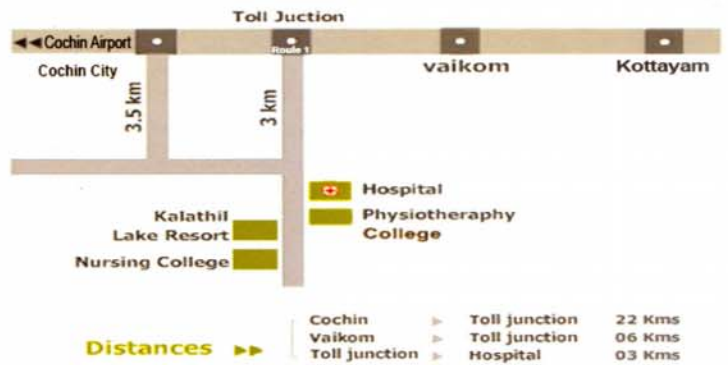 Toll Juction
◄◄ Cochin Airport
Route 1
Cochin City
vaikom
Kottayam
3.5 km
3 km
Hospital
Kalathil
Lake Resort
Physiotheraphy
College
Nursing College
Distances ►►
Cochin ► Toll junction 22 Kms
Vaikom ► Toll junction 06 Kms
Toll junction ► Hospital 03 Kms